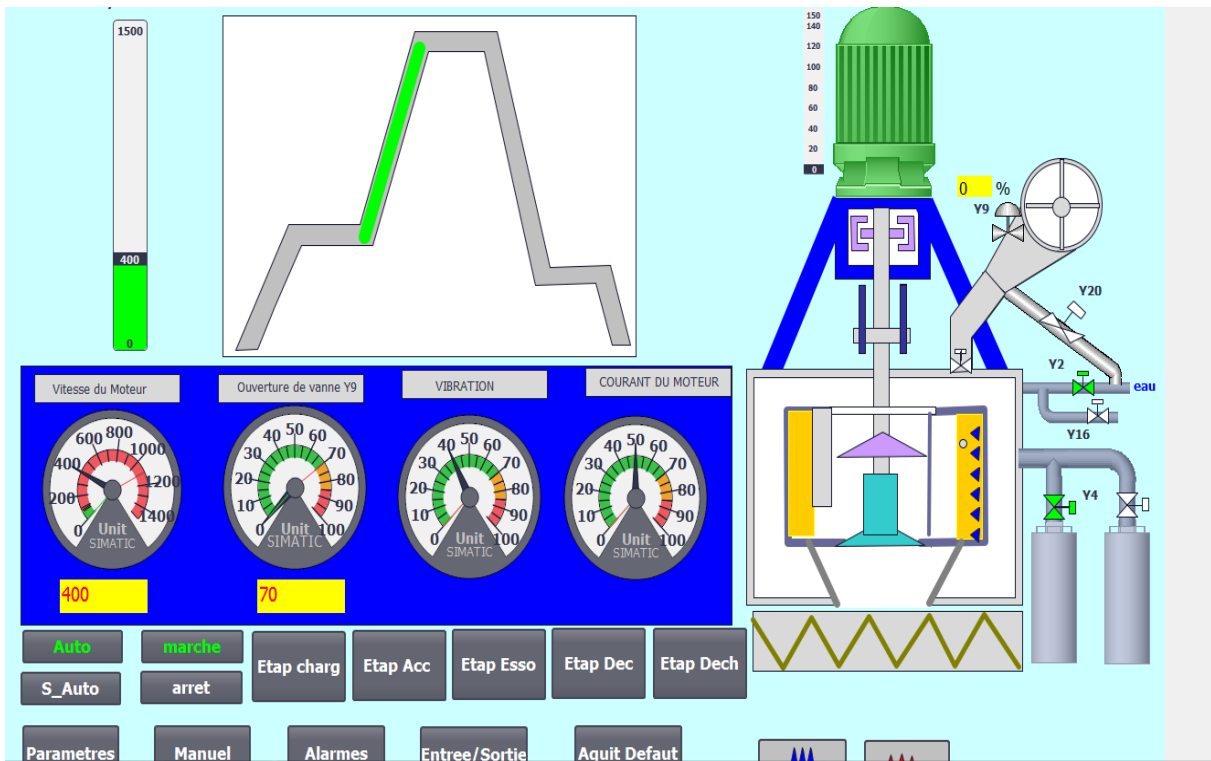 1500
400
0
150
140
120
100
80
60
40
20
0
0 %
Y9
Y20
Y2
eau
Y16
Y4
Vitesse du Moteur
Ouverture de vanne Y9
VIBRATION
COURANT DU MOTEUR
0 200 400 600 800 1000 1200 1400
Unit
SIMATIC
0 10 20 30 40 50 60 70 80 90 100
Unit
SIMATIC
0 10 20 30 40 50 60 70 80 90 100
Unit
SIMATIC
0 10 20 30 40 50 60 70 80 90 100
Unit
SIMATIC
400
70
Auto
marche
S_Auto
arret
Etap charg
Etap Acc
Etap Esso
Etap Dec
Etap Dech
Parametres
Manuel
Alarmes
Entree/Sortie
Aquit Defaut